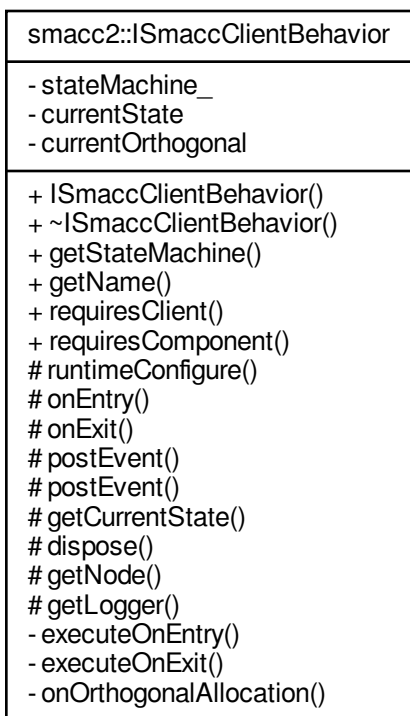 smacc2::ISmaccClientBehavior
- stateMachine_
- currentState
- currentOrthogonal
+ ISmaccClientBehavior()
+ ~ISmaccClientBehavior()
+ getStateMachine()
+ getName()
+ requiresClient()
+ requiresComponent()
# runtimeConfigure()
# onEntry()
# onExit()
# postEvent()
# postEvent()
# getCurrentState()
# dispose()
# getNode()
# getLogger()
- executeOnEntry()
- executeOnExit()
- onOrthogonalAllocation()